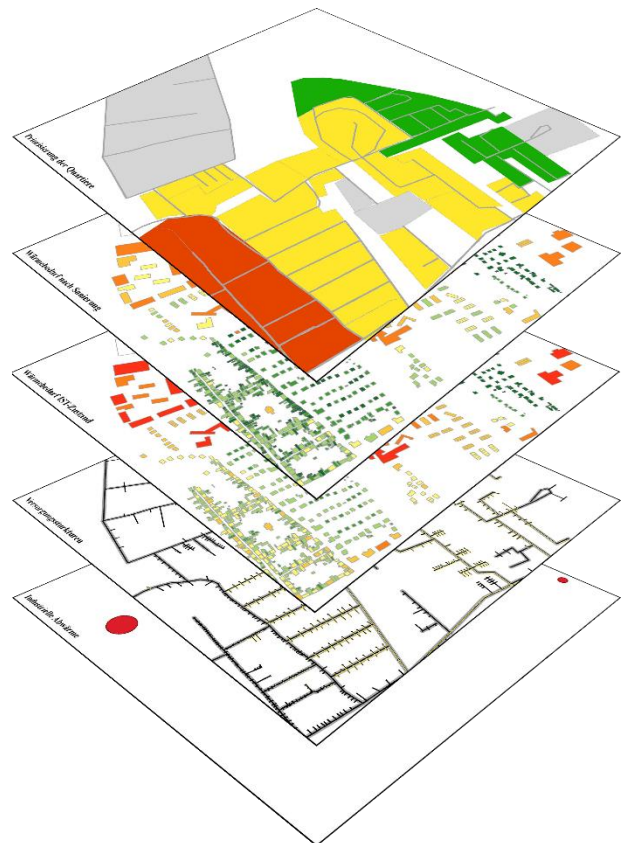 Priorisierung der Quartiere
Wärmebedarf nach Sanierung
Wärmebedarf IST-Zustand
Versorgungsstrukturen
Industrielle Abwärme